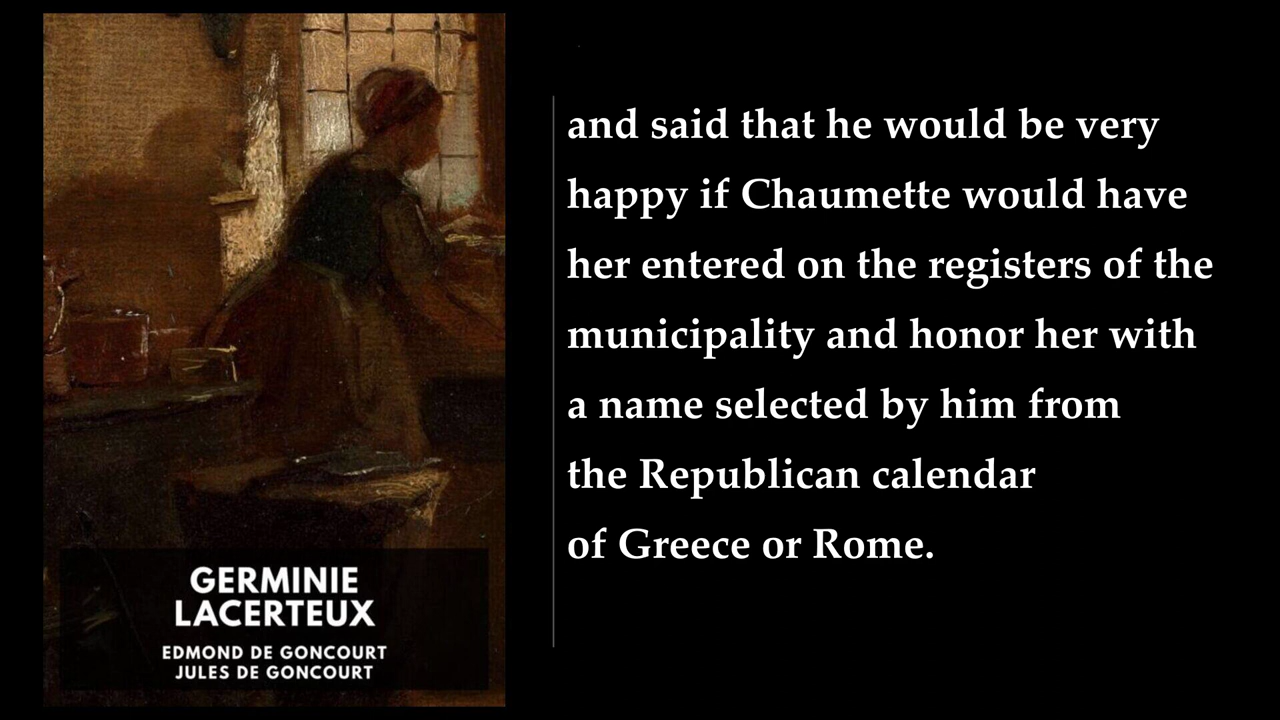 and said that he would be very
happy if Chaumette would have
her entered on the registers of the
municipality and honor her with
a name selected by him from
the Republican calendar
of Greece or Rome.
GERMINIE
LACERTEUX
EDMOND DE GONCOURT
JULES DE GONCOURT